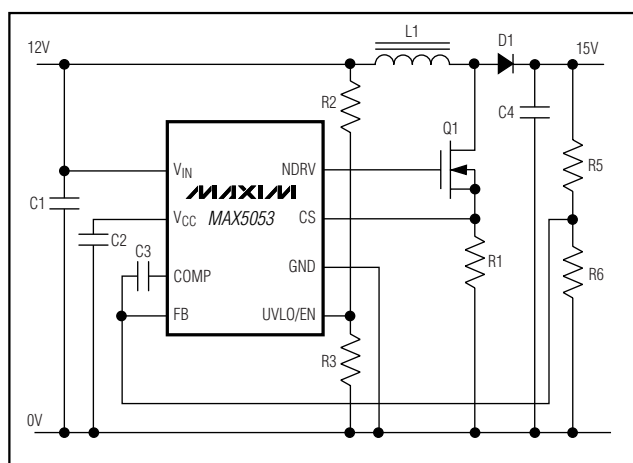 12V
L1
D1
15V
R2
C4
Q1
R5
VIN
NDRV
MAXIM
MAX5053
C1
VCC
CS
C2
C3
R1
COMP
GND
R6
FB
UVLO/EN
R3
0V